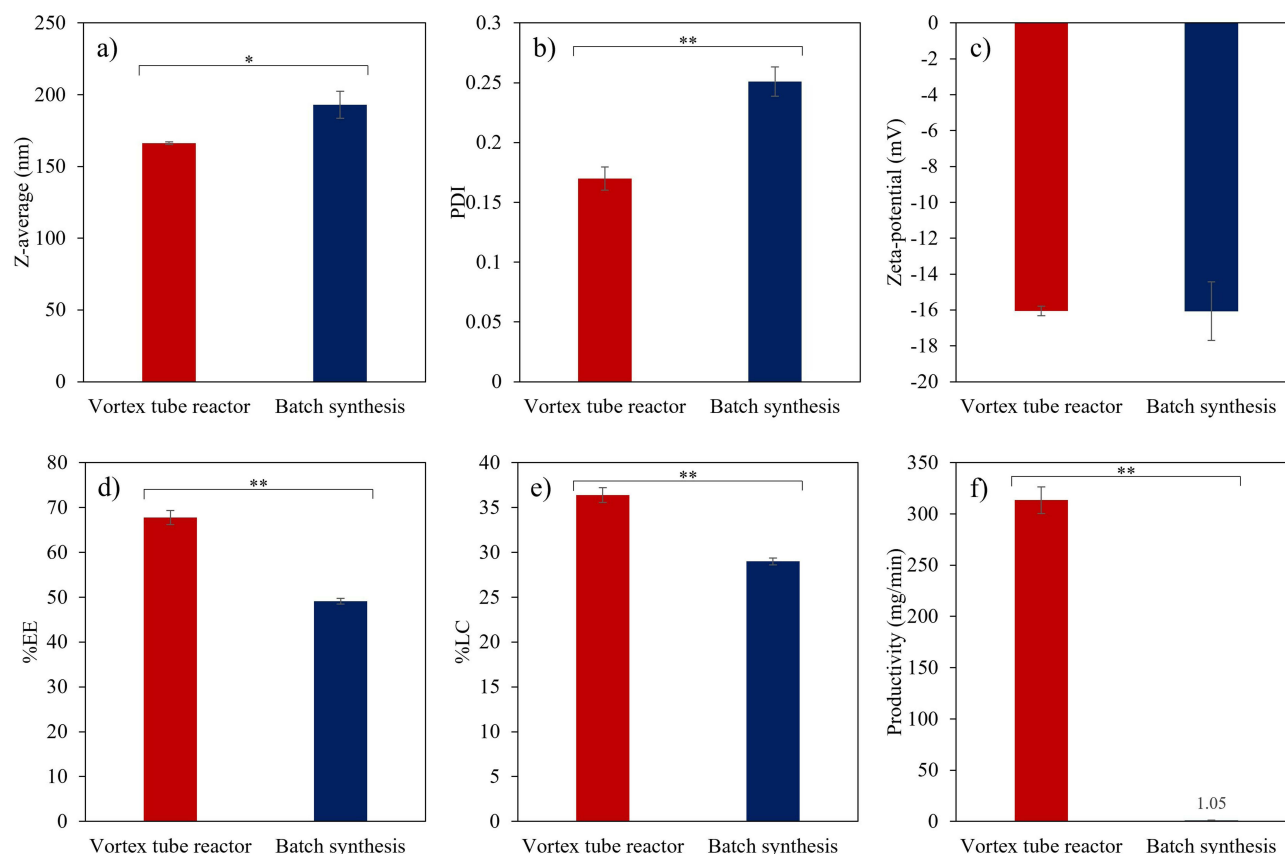 a)
*
Z-average (nm)
250
200
150
100
50
0
Vortex tube reactor
Batch synthesis
b)
**
PDI
0.3
0.25
0.2
0.15
0.1
0.05
0
Vortex tube reactor
Batch synthesis
c)
Zeta-potential (mV)
0
-2
-4
-6
-8
-10
-12
-14
-16
-18
-20
Vortex tube reactor
Batch synthesis
d)
**
%EE
80
70
60
50
40
30
20
10
0
Vortex tube reactor
Batch synthesis
e)
**
%LC
40
35
30
25
20
15
10
5
0
Vortex tube reactor
Batch synthesis
f)
**
Productivity (mg/min)
350
300
250
200
150
100
50
0
1.05
Vortex tube reactor
Batch synthesis